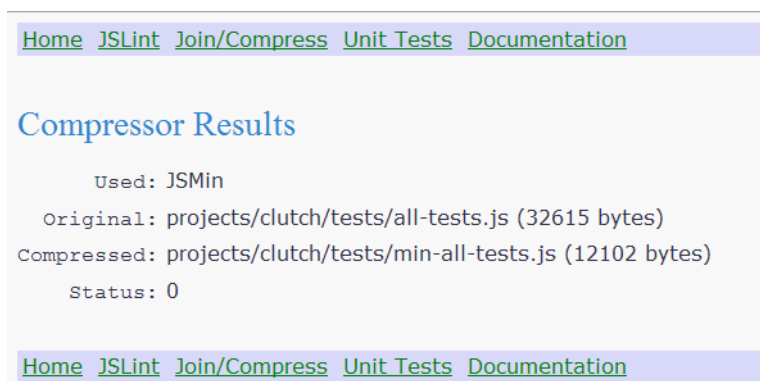 Home JSLint Join/Compress Unit Tests Documentation
Compressor Results
Used: JSMin
Original: projects/clutch/tests/all-tests.js (32615 bytes)
Compressed: projects/clutch/tests/min-all-tests.js (12102 bytes)
Status: 0
Home JSLint Join/Compress Unit Tests Documentation